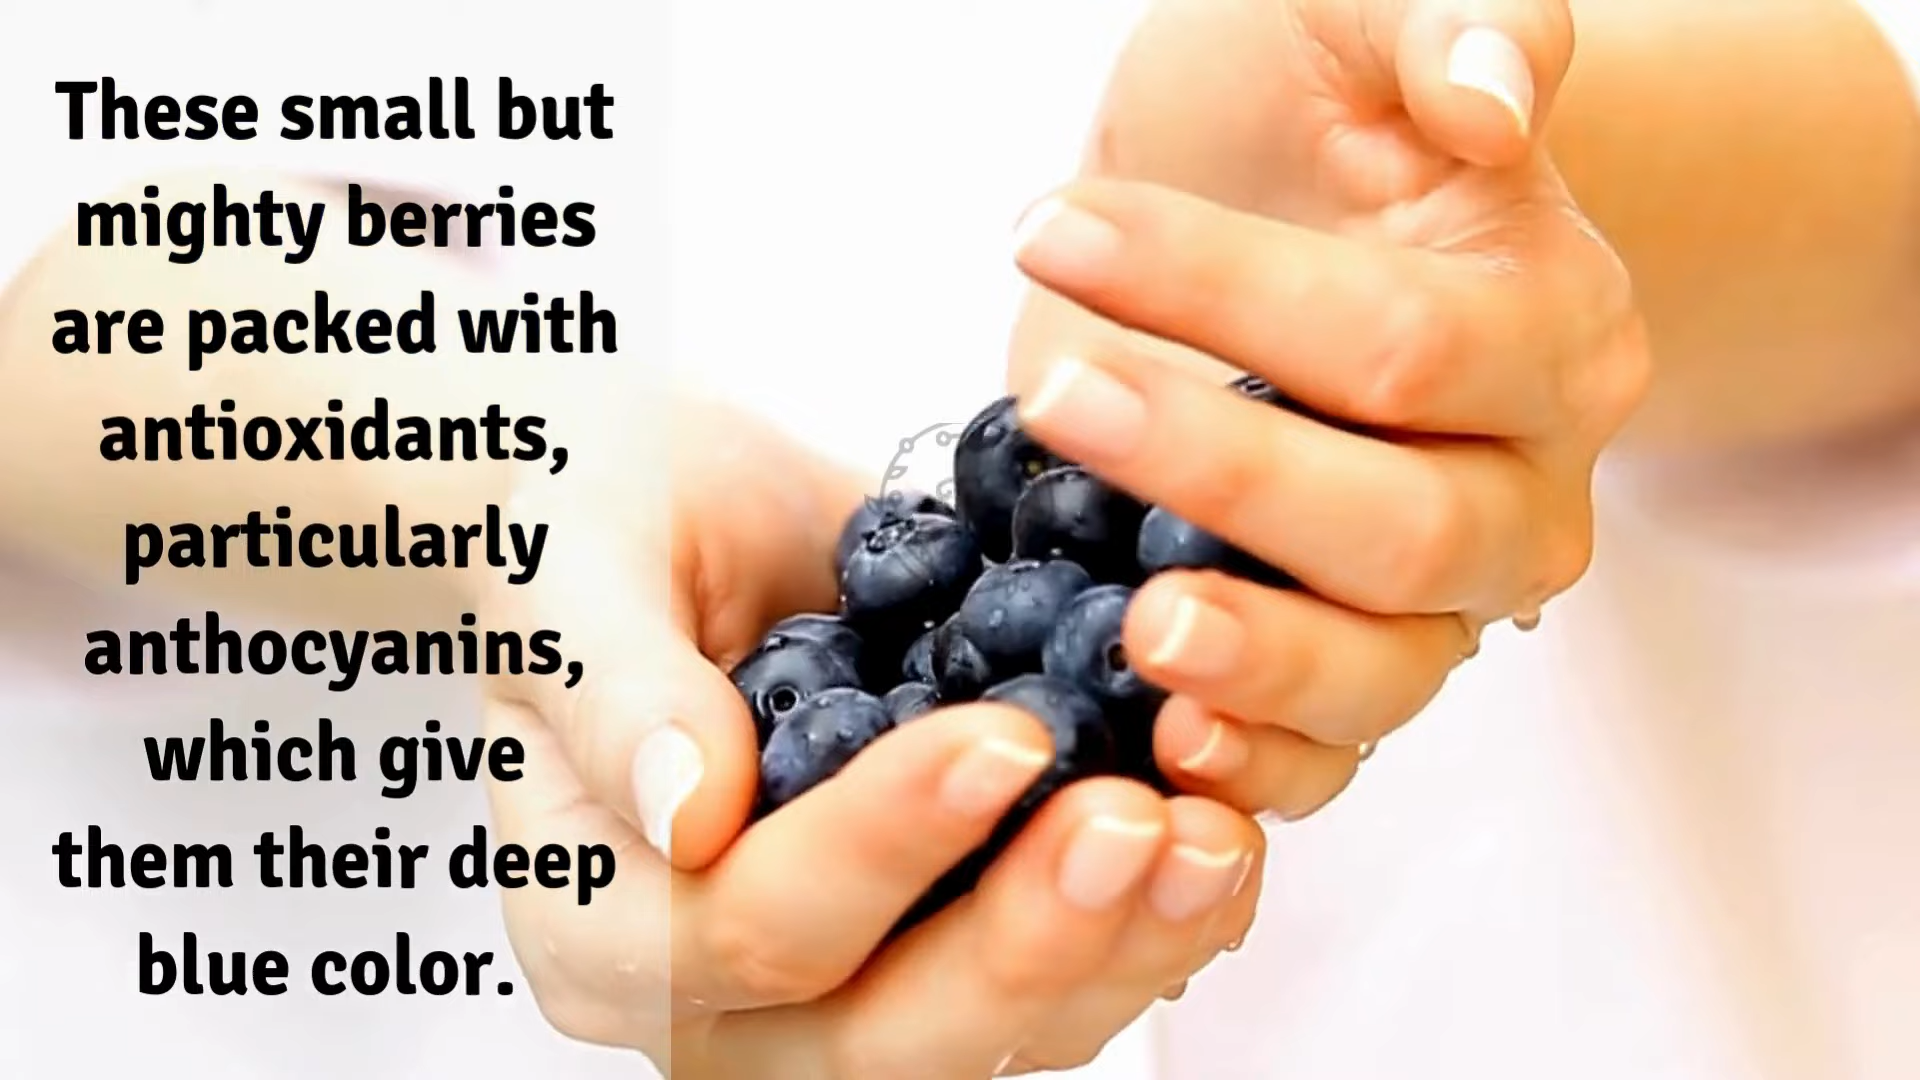 These small but
mighty berries
are packed with
antioxidants,
particularly
anthocyanins,
which give
them their deep
blue color.